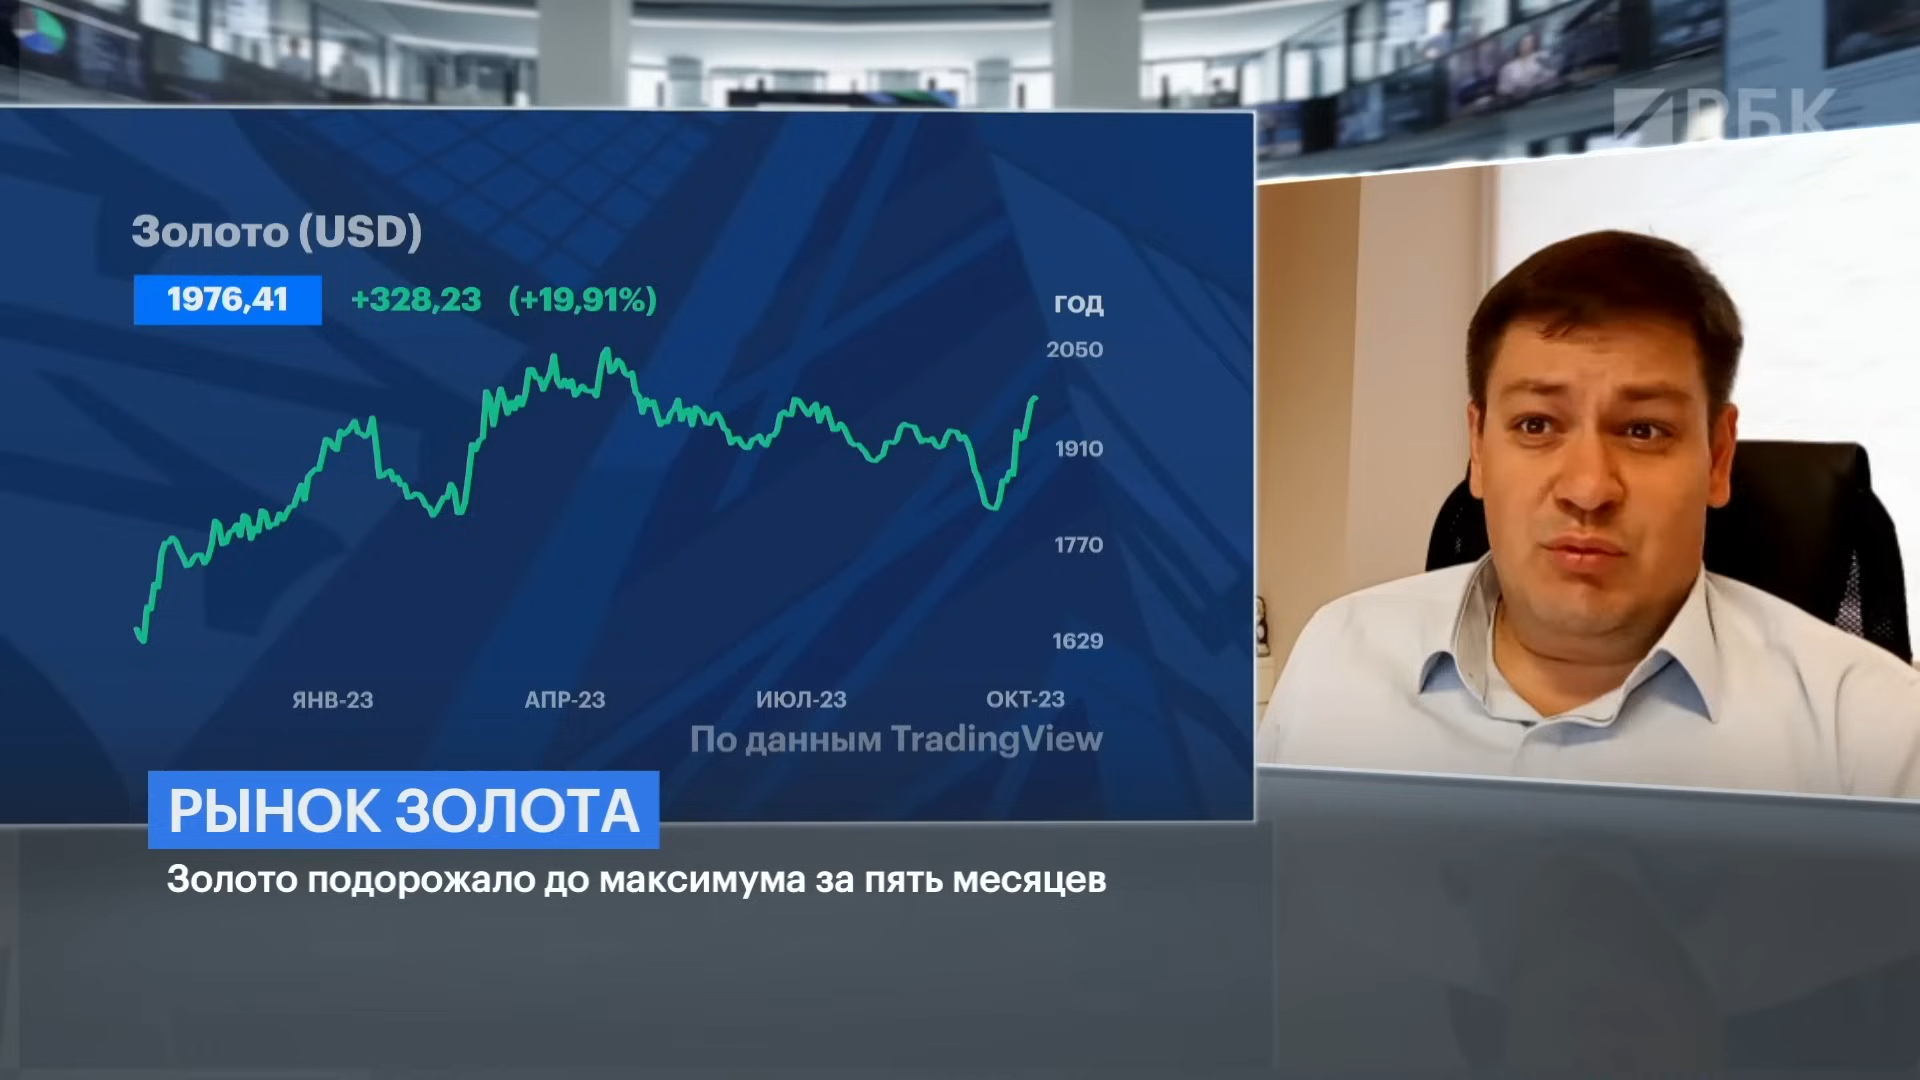 РБК
Золото (USD)
1976,41 +328,23 (+19,91%)
ГОД
2050
1910
1770
1629
ЯНВ-23 АПР-23 ИЮЛ-23 ОКТ-23
По данным TradingView
РЫНОК ЗОЛОТА
Золото подорожало до максимума за пять месяцев